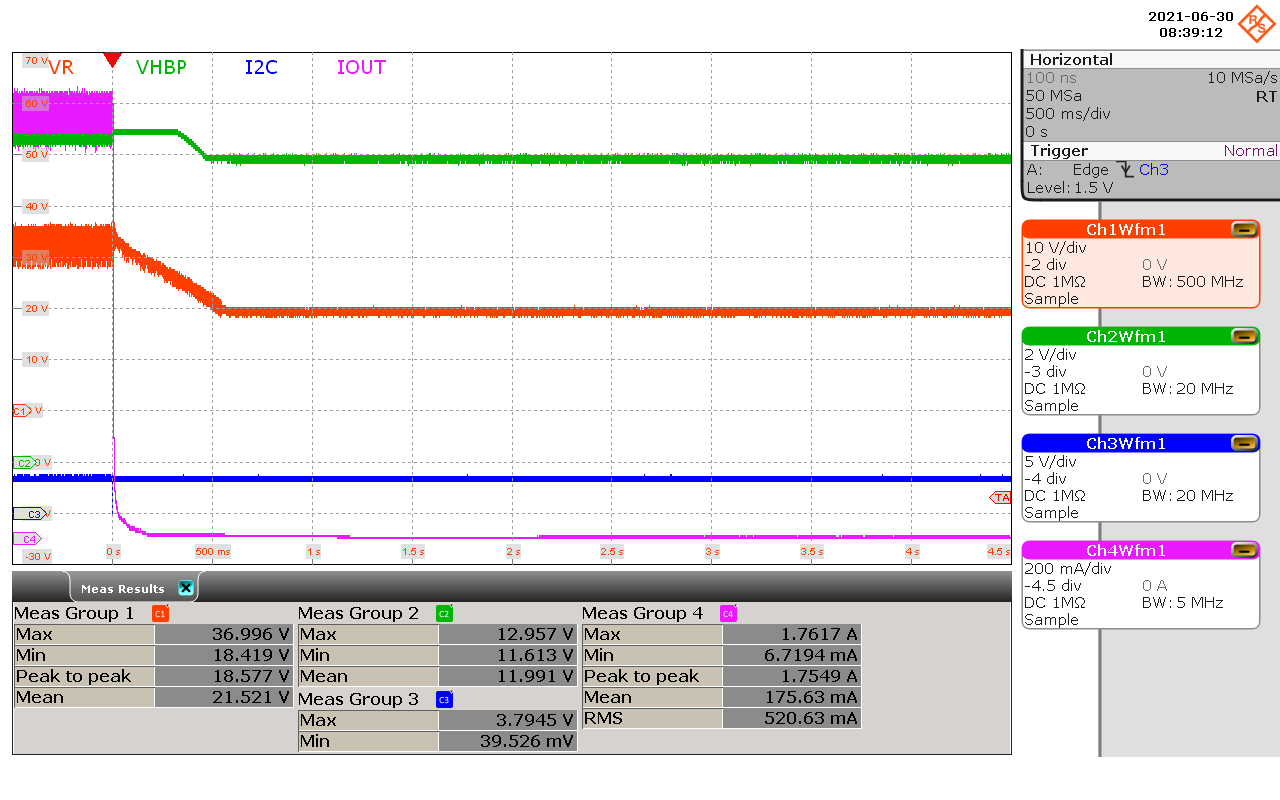 2021-06-30
08:39:12
R&S
70 V
VR
VHBP
I2C
IOUT
60 V
50 V
40 V
30 V
20 V
10 V
C1 V
C2 0 V
C3 V
C4
-30 V
TA
0 s
500 ms
1 s
1.5 s
2 s
2.5 s
3 s
3.5 s
4 s
4.5 s
Horizontal
100 ns 10 MSa/s
50 MSa RT
500 ms/div
0 s
Trigger Normal
A: Edge Ch3
Level: 1.5 V
Ch1Wfm1
10 V/div
-2 div 0 V
DC 1MΩ BW: 500 MHz
Sample
Ch2Wfm1
2 V/div
-3 div 0 V
DC 1MΩ BW: 20 MHz
Sample
Ch3Wfm1
5 V/div
-4 div 0 V
DC 1MΩ BW: 20 MHz
Sample
Ch4Wfm1
200 mA/div
-4.5 div 0 A
DC 1MΩ BW: 5 MHz
Sample
Meas Results
Meas Group 1 C1
Max 36.996 V
Min 18.419 V
Peak to peak 18.577 V
Mean 21.521 V
Meas Group 2 C2
Max 12.957 V
Min 11.613 V
Mean 11.991 V
Meas Group 3 C3
Max 3.7945 V
Min 39.526 mV
Meas Group 4 C4
Max 1.7617 A
Min 6.7194 mA
Peak to peak 1.7549 A
Mean 175.63 mA
RMS 520.63 mA